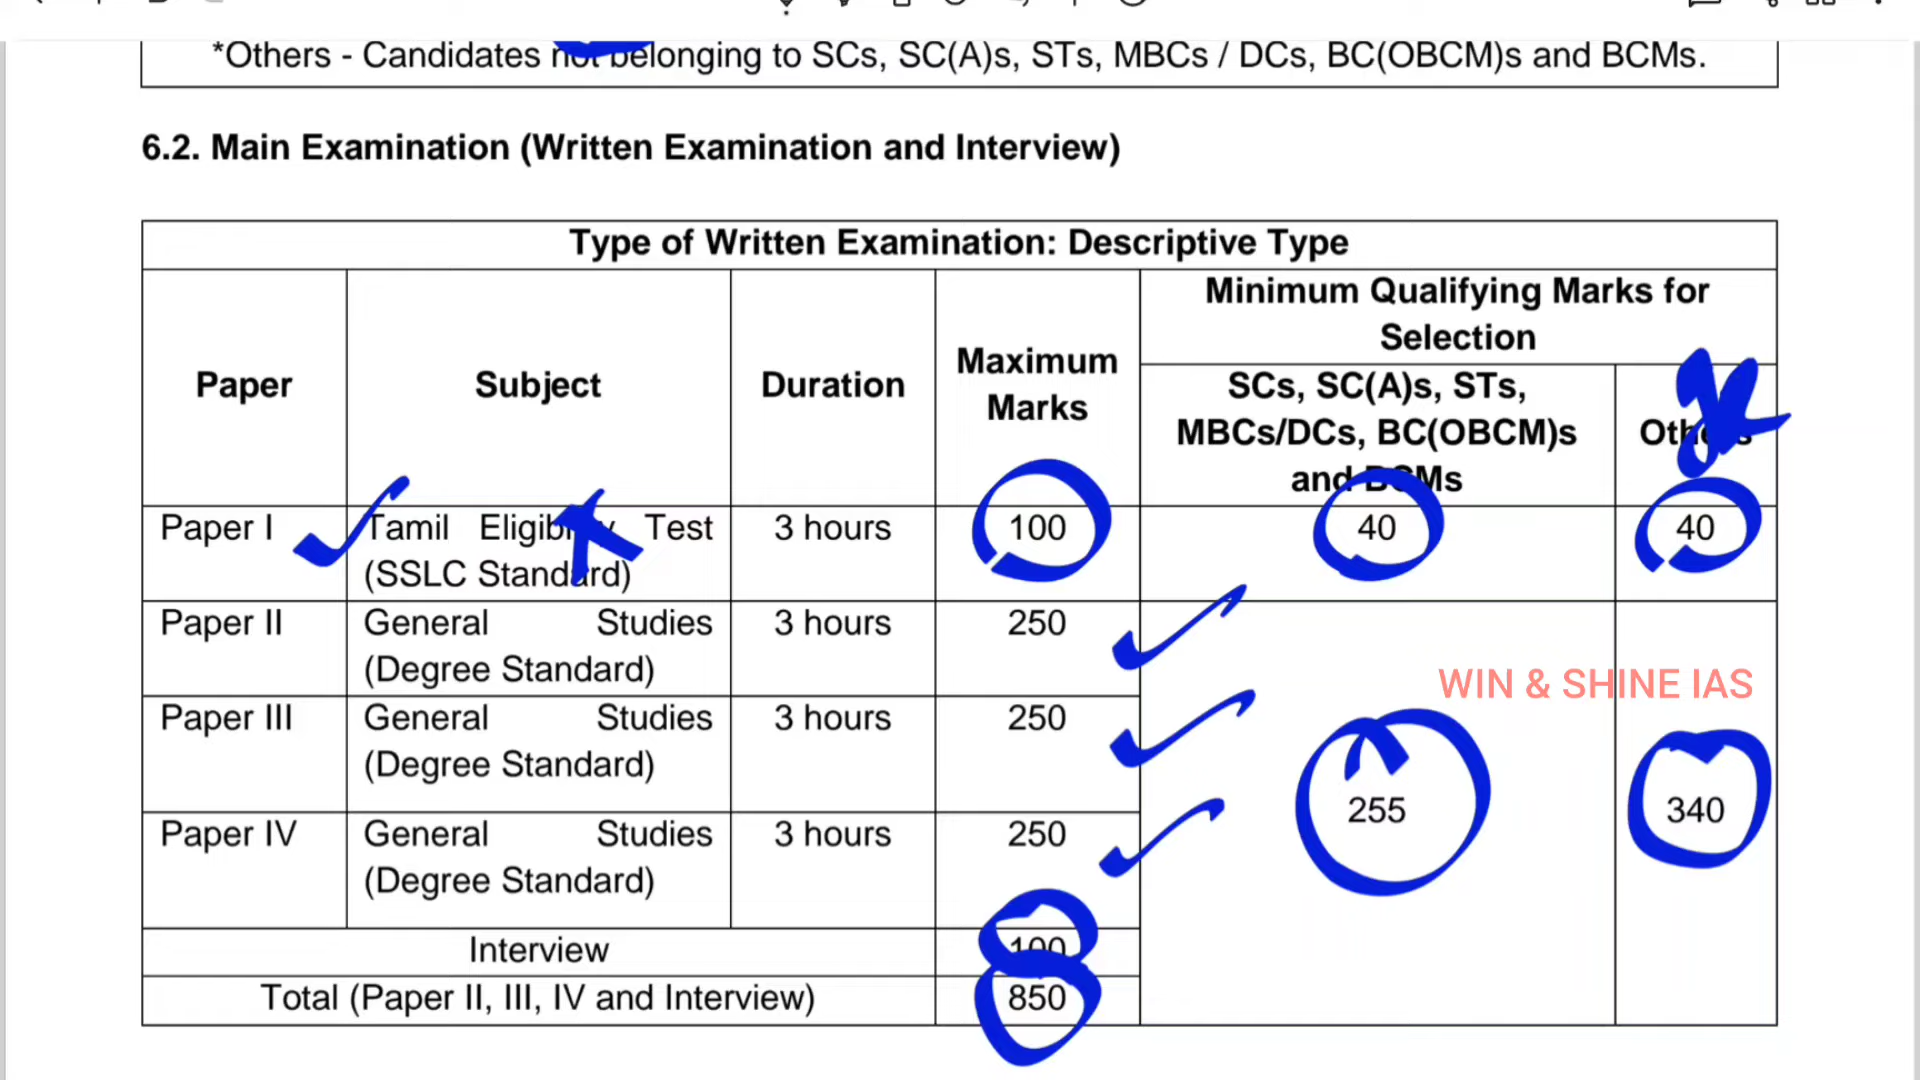 *Others - Candidates not belonging to SCs, SC(A)s, STs, MBCs / DCs, BC(OBCM)s and BCMs.
6.2. Main Examination (Written Examination and Interview)
Type of Written Examination: Descriptive Type
Paper
Subject
Duration
Maximum
Marks
Minimum Qualifying Marks for
Selection
SCs, SC(A)s, STs,
MBCs/DCs, BC(OBCM)s
and BCMs
Others
Paper I
Tamil Eligibility Test
(SSLC Standard)
3 hours
100
40
40
Paper II
General Studies
(Degree Standard)
3 hours
250
WIN & SHINE IAS
Paper III
General Studies
(Degree Standard)
3 hours
250
255
340
Paper IV
General Studies
(Degree Standard)
3 hours
250
Interview
100
Total (Paper II, III, IV and Interview)
850